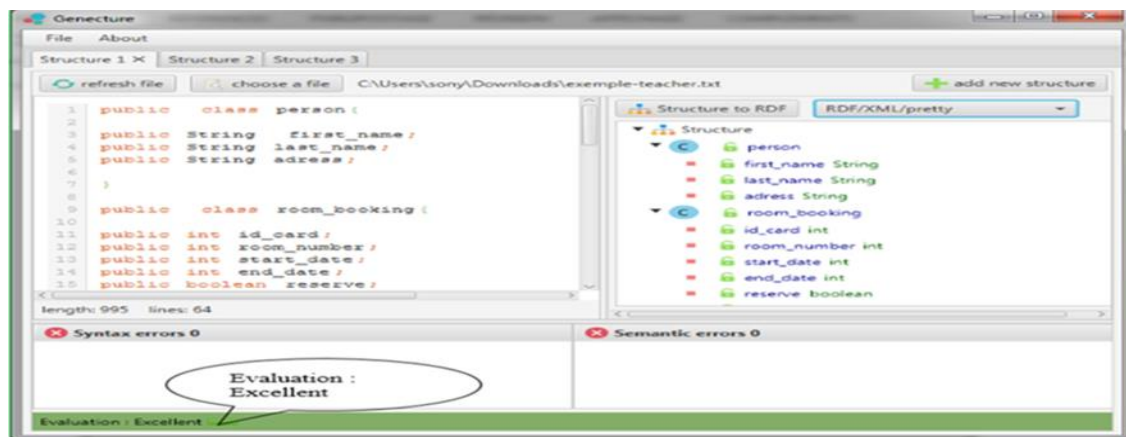 Genecture
File About
Structure 1 × Structure 2 Structure 3
refresh file choose a file C:\Users\sony\Downloads\exemple-teacher.txt add new structure
1 public class person{
2
3 public String first_name;
4 public String last_name;
5 public String adress;
6
7 }
8
9 public class room_booking{
10
11 public int id_card;
12 public int room_number;
13 public int start_date;
14 public int end_date;
15 public boolean reserve;
length: 995 lines: 64
Structure to RDF RDF/XML/pretty
Structure
C person
first_name String
last_name String
adress String
C room_booking
id_card int
room_number int
start_date int
end_date int
reserve boolean
Syntax errors 0
Semantic errors 0
Evaluation :
Excellent
Evaluation : Excellent